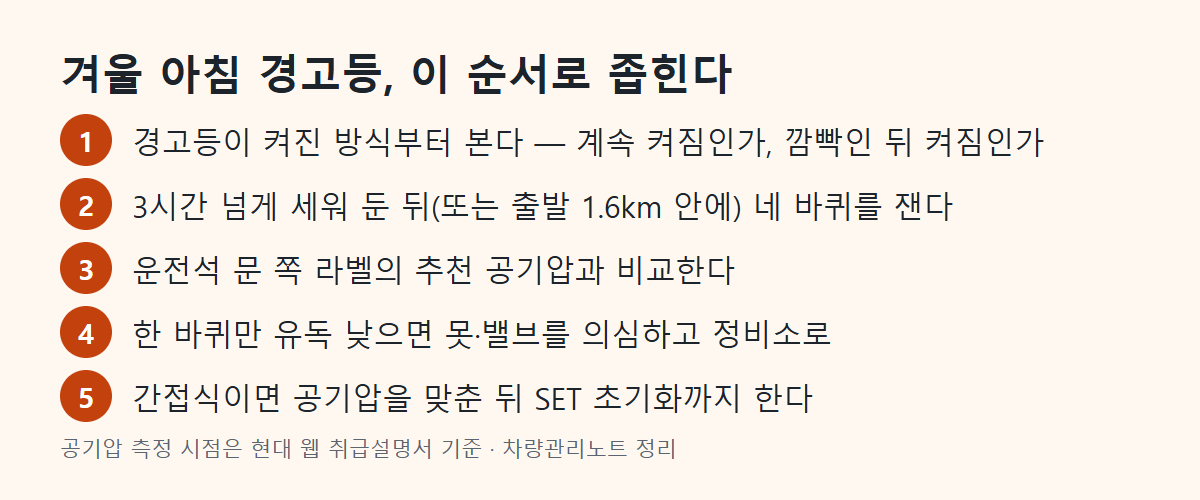 겨울 아침 경고등, 이 순서로 좁힌다
1 경고등이 켜진 방식부터 본다 — 계속 켜짐인가, 깜빡인 뒤 켜짐인가
2 3시간 넘게 세워 둔 뒤(또는 출발 1.6km 안에) 네 바퀴를 잰다
3 운전석 문 쪽 라벨의 추천 공기압과 비교한다
4 한 바퀴만 유독 낮으면 못·밸브를 의심하고 정비소로
5 간접식이면 공기압을 맞춘 뒤 SET 초기화까지 한다
공기압 측정 시점은 현대 웹 취급설명서 기준 · 차량관리노트 정리